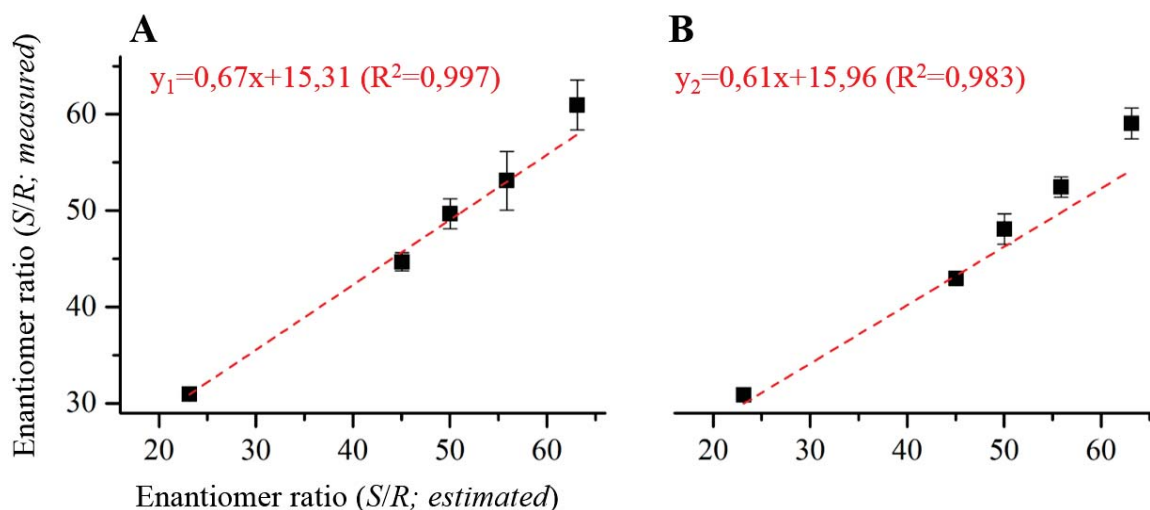 A
B
y₁=0,67x+15,31 (R²=0,997)
y₂=0,61x+15,96 (R²=0,983)
Enantiomer ratio (S/R; measured)
60
50
40
30
20 30 40 50 60
20 30 40 50 60
Enantiomer ratio (S/R; estimated)